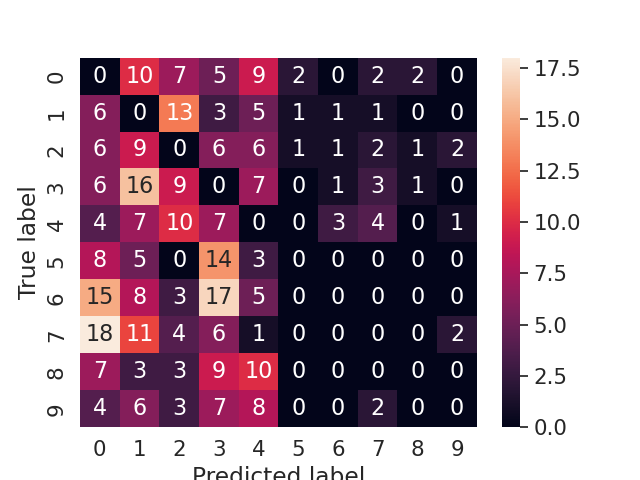 0 0 10 7 5 9 2 0 2 2 0
1 6 0 13 3 5 1 1 1 0 0
2 6 9 0 6 6 1 1 2 1 2
3 6 16 9 0 7 0 1 3 1 0
4 4 7 10 7 0 0 3 4 0 1
5 8 5 0 14 3 0 0 0 0 0
6 15 8 3 17 5 0 0 0 0 0
7 18 11 4 6 1 0 0 0 0 2
8 7 3 3 9 10 0 0 0 0 0
9 4 6 3 7 8 0 0 2 0 0
0 1 2 3 4 5 6 7 8 9
True label
Predicted label
17.5
15.0
12.5
10.0
7.5
5.0
2.5
0.0